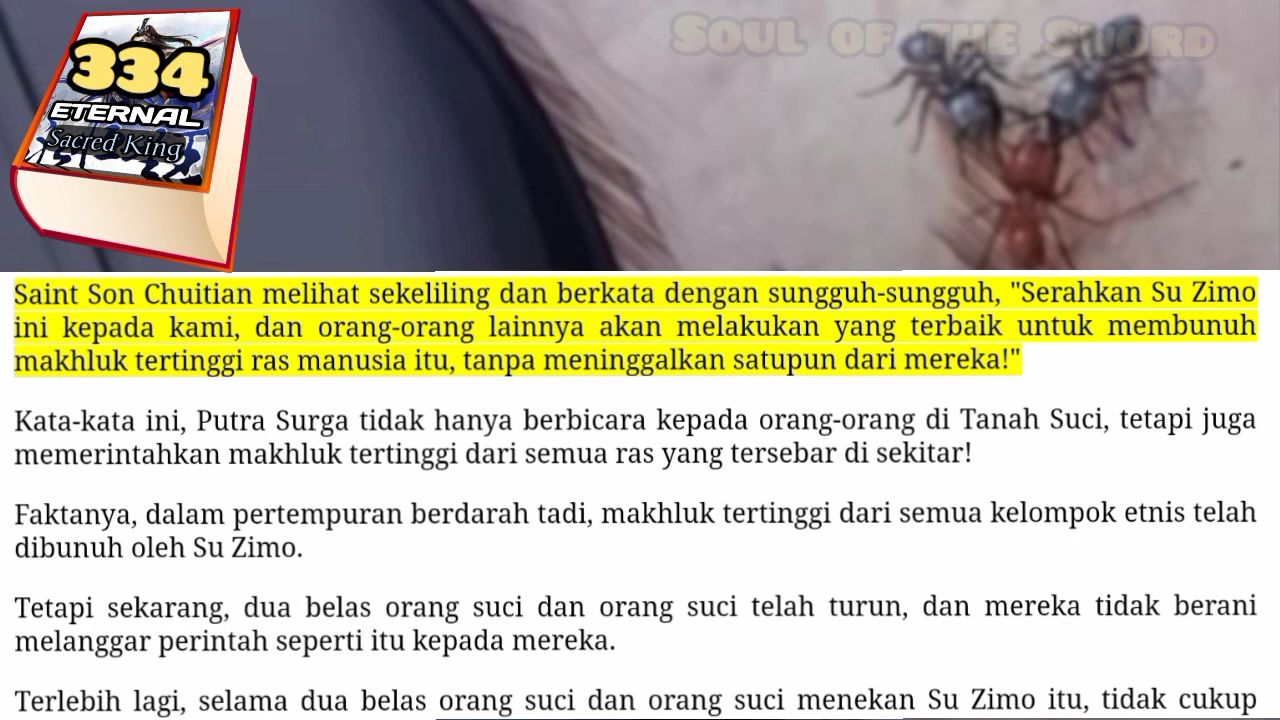 Soul of the Sword
334
ETERNAL
Sacred King
Saint Son Chuitian melihat sekeliling dan berkata dengan sungguh-sungguh, "Serahkan Su Zimo
ini kepada kami, dan orang-orang lainnya akan melakukan yang terbaik untuk membunuh
makhluk tertinggi ras manusia itu, tanpa meninggalkan satupun dari mereka!"
Kata-kata ini, Putra Surga tidak hanya berbicara kepada orang-orang di Tanah Suci, tetapi juga
memerintahkan makhluk tertinggi dari semua ras yang tersebar di sekitar!
Faktanya, dalam pertempuran berdarah tadi, makhluk tertinggi dari semua kelompok etnis telah
dibunuh oleh Su Zimo.
Tetapi sekarang, dua belas orang suci dan orang suci telah turun, dan mereka tidak berani
melanggar perintah seperti itu kepada mereka.
Terlebih lagi, selama dua belas orang suci dan orang suci menekan Su Zimo itu, tidak cukup